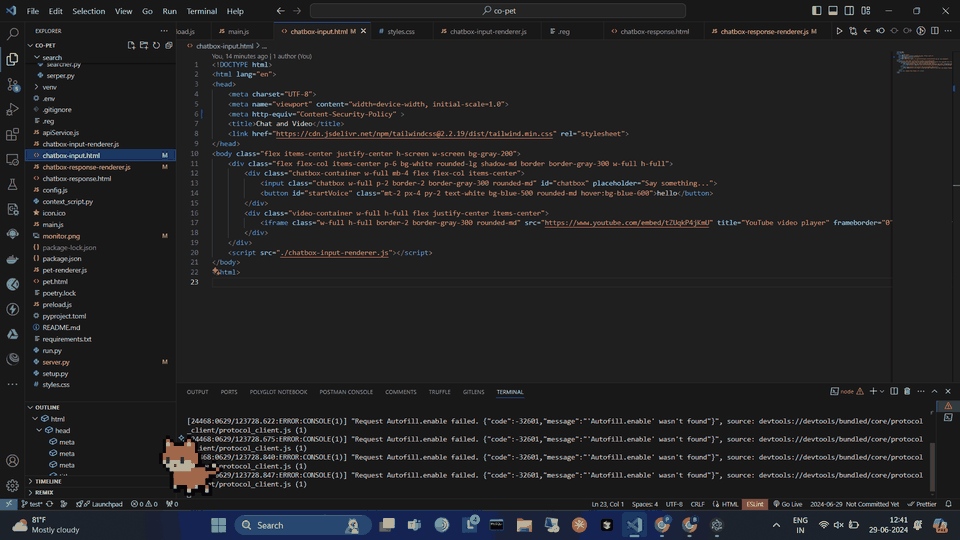 File Edit Selection View Go Run Terminal Help
co-pet
EXPLORER
load.js main.js chatbox-input.html M styles.css chatbox-input-renderer.js .reg chatbox-response.html chatbox-response-renderer.js M
CO-PET
search
searcher.py
serper.py
venv
.env
.gitignore
.reg
apiService.js
chatbox-input-renderer.js
chatbox-input.html M
chatbox-response-renderer.js M
chatbox-response.html
config.js
context_script.py
icon.ico
main.js
monitor.png M
package-lock.json
package.json
pet-renderer.js
pet.html
poetry.lock
preload.js
pyproject.toml
README.md
requirements.txt
run.py
server.py M
setup.py
styles.css
OUTLINE
html
head
meta
meta
meta
TIMELINE
REMIX
chatbox-input.html > ...
You, 14 minutes ago | 1 author (You)
1 <!DOCTYPE html>
2 <html lang="en">
3 <head>
4 <meta charset="UTF-8">
5 <meta name="viewport" content="width=device-width, initial-scale=1.0">
6 <meta http-equiv="Content-Security-Policy" >
7 <title>Chat and Video</title>
8 <link href="https://cdn.jsdelivr.net/npm/tailwindcss@2.2.19/dist/tailwind.min.css" rel="stylesheet">
9 </head>
10 <body class="flex items-center justify-center h-screen w-screen bg-gray-200">
11 <div class="flex flex-col items-center p-6 bg-white rounded-lg shadow-md border border-gray-300 w-full h-full">
12 <div class="chatbox-container w-full mb-4 flex flex-col items-center">
13 <input class="chatbox w-full p-2 border-2 border-gray-300 rounded-md" id="chatbox" placeholder="Say something...">
14 <button id="startVoice" class="mt-2 px-4 py-2 text-white bg-blue-500 rounded-md hover:bg-blue-600">hello</button>
15 </div>
16 <div class="video-container w-full h-full flex justify-center items-center">
17 <iframe class="w-full h-full border-2 border-gray-300 rounded-md" src="https://www.youtube.com/embed/tZUqkP4jKmU" title="YouTube video player" frameborder="0"
18 </div>
19 </div>
20 <script src="./chatbox-input-renderer.js"></script>
21 </body>
22 html>
23
OUTPUT PORTS POLYGLOT NOTEBOOK POSTMAN CONSOLE COMMENTS TRUFFLE GITLENS TERMINAL
node
[24468:0629/123728.622:ERROR:CONSOLE(1)] "Request Autofill.enable failed. {"code":-32601,"message":"'Autofill.enable' wasn't found"}", source: devtools://devtools/bundled/core/protocol
_client/protocol_client.js (1)
[24468:0629/123728.675:ERROR:CONSOLE(1)] "Request Autofill.enable failed. {"code":-32601,"message":"'Autofill.enable' wasn't found"}", source: devtools://devtools/bundled/core/protocol
_client/protocol_client.js (1)
0629/123728.840:ERROR:CONSOLE(1)] "Request Autofill.enable failed. {"code":-32601,"message":"'Autofill.enable' wasn't found"}", source: devtools://devtools/bundled/core/protocol
/protocol_client.js (1)
0629/123728.847:ERROR:CONSOLE(1)] "Request Autofill.enable failed. {"code":-32601,"message":"'Autofill.enable' wasn't found"}", source: devtools://devtools/bundled/core/protocol
/protocol_client.js (1)
test* Launchpad 0 0 0 Ln 23, Col 1 Spaces: 4 UTF-8 CRLF HTML ESLint Go Live 2024-06-29 Not Committed Yet Prettier
81°F
Mostly cloudy
Search
ENG
IN
12:41
29-06-2024